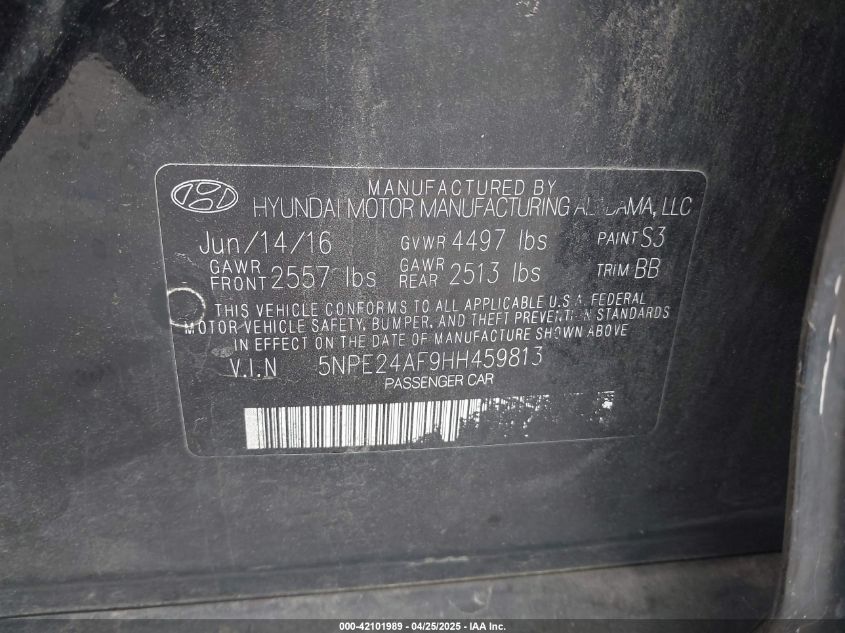 MANUFACTURED BY
HYUNDAI MOTOR MANUFACTURING LLC
Jun/14/16 GVWR 4497 lbs PAINT S3
GAWR FRONT 2557 lbs GAWR REAR 2513 lbs TRIM BB
THIS VEHICLE CONFORMS TO ALL APPLICABLE U.S.A. FEDERAL
MOTOR VEHICLE SAFETY, BUMPER, AND THEFT PREVENTION STANDARDS
IN EFFECT ON THE DATE OF MANUFACTURE SHOWN ABOVE
V.I.N 5NPE24AF9HH459813
PASSENGER CAR
000-42101989 - 04/25/2025 - IAA Inc.